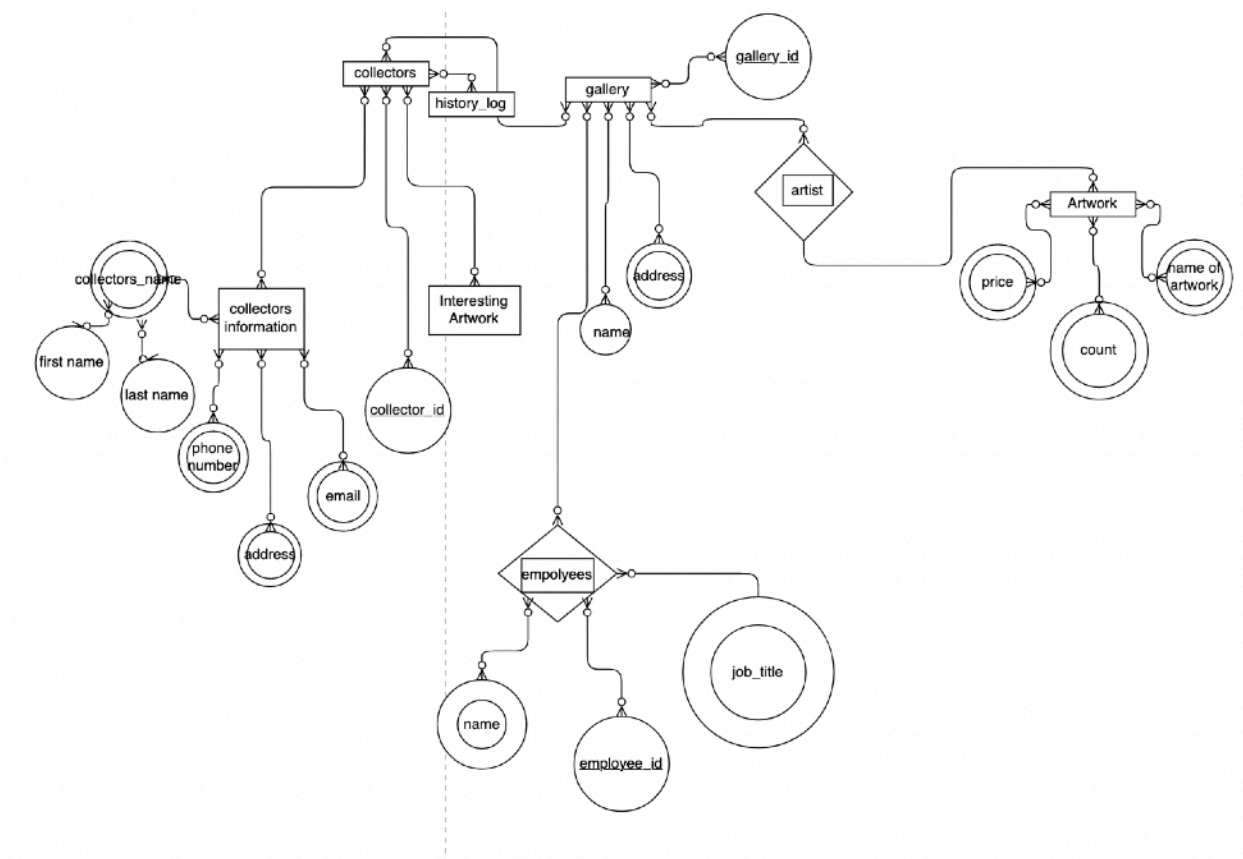 collectors
history_log
gallery
gallery_id
artist
Artwork
price
count
name of
artwork
address
name
Interesting
Artwork
collectors_name
collectors
information
first name
last name
phone
number
address
email
collector_id
empolyees
name
employee_id
job_title